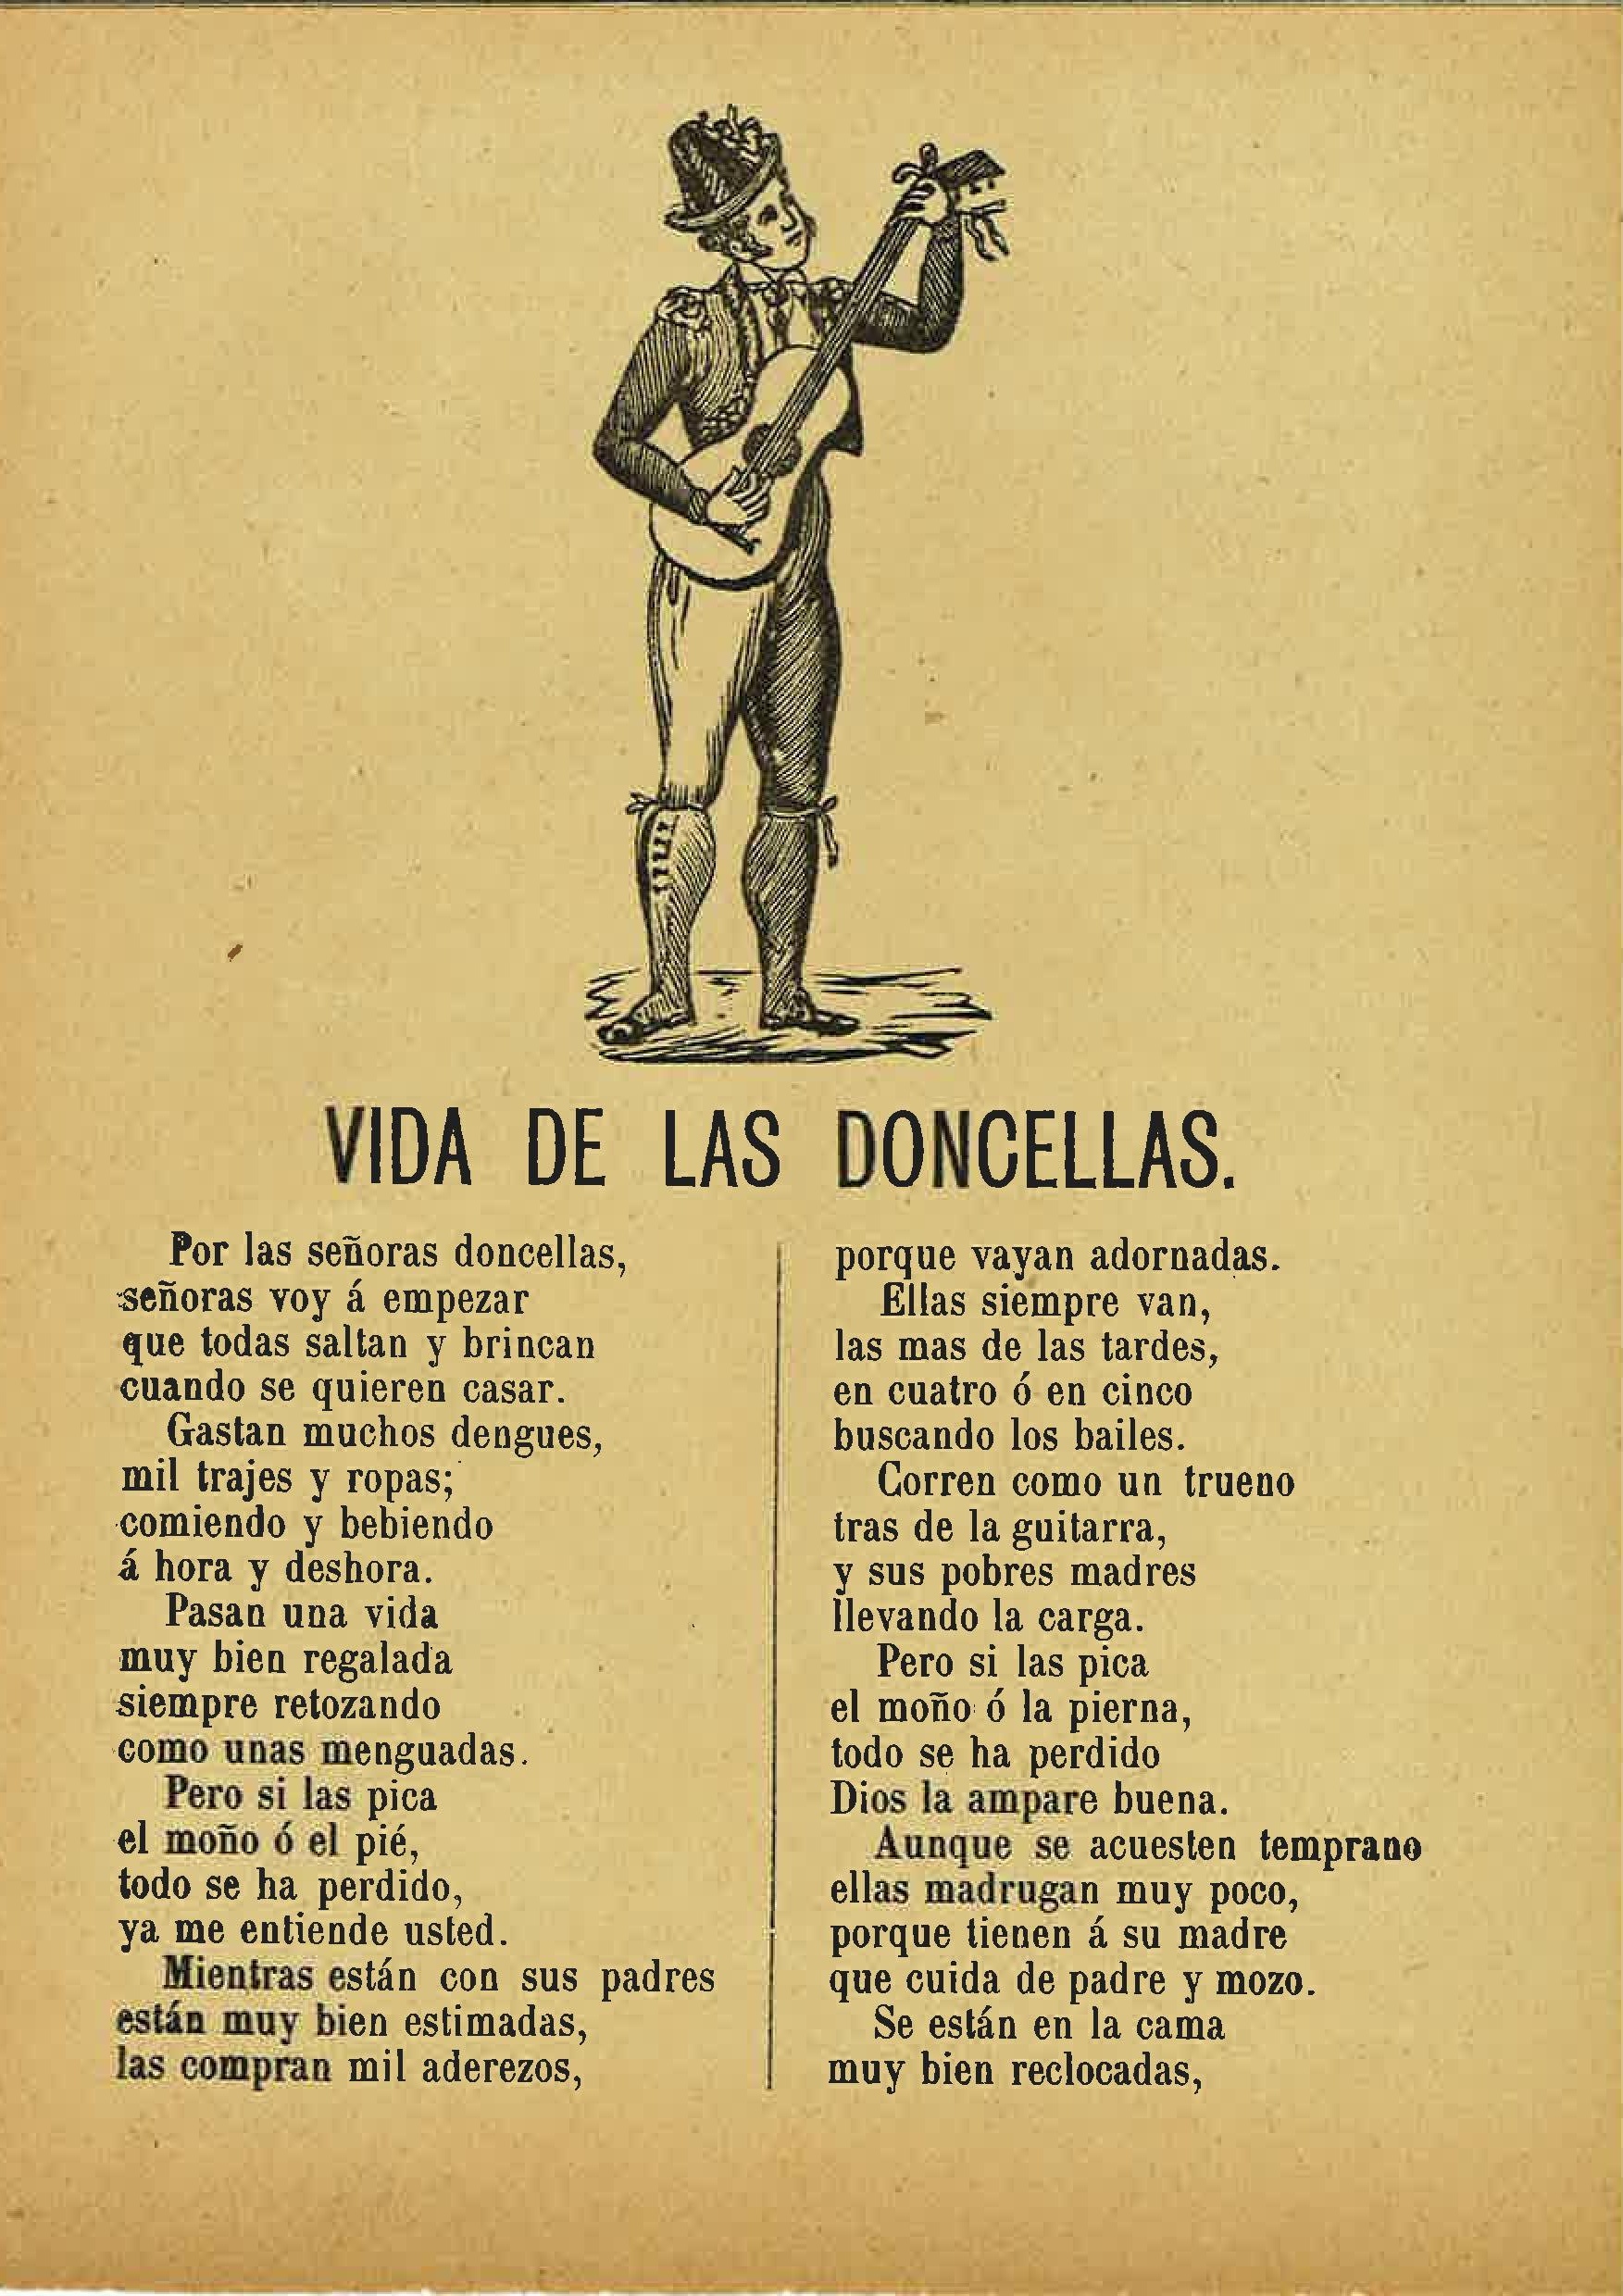 VIDA DE LAS DONCELLAS.
Por las señoras doncellas,
señoras voy á empezar
que todas saltan y brincan
cuando se quieren casar.
Gastan muchos dengues,
mil trajes y ropas;
comiendo y bebiendo
á hora y deshora.
Pasan una vida
muy bien regalada
siempre retozando
como unas menguadas.
Pero si las pica
el moño ó el pié,
todo se ha perdido,
ya me entiende usted.
Mientras están con sus padres
están muy bien estimadas,
las compran mil aderezos,
porque vayan adornadas.
Ellas siempre van,
las mas de las tardes,
en cuatro ó en cinco
buscando los bailes.
Corren como un trueno
tras de la guitarra,
y sus pobres madres
llevando la carga.
Pero si las pica
el moño ó la pierna,
todo se ha perdido
Dios la ampare buena.
Aunque se acuesten temprano
ellas madrugan muy poco,
porque tienen á su madre
que cuida de padre y mozo.
Se están en la cama
muy bien reclocadas,